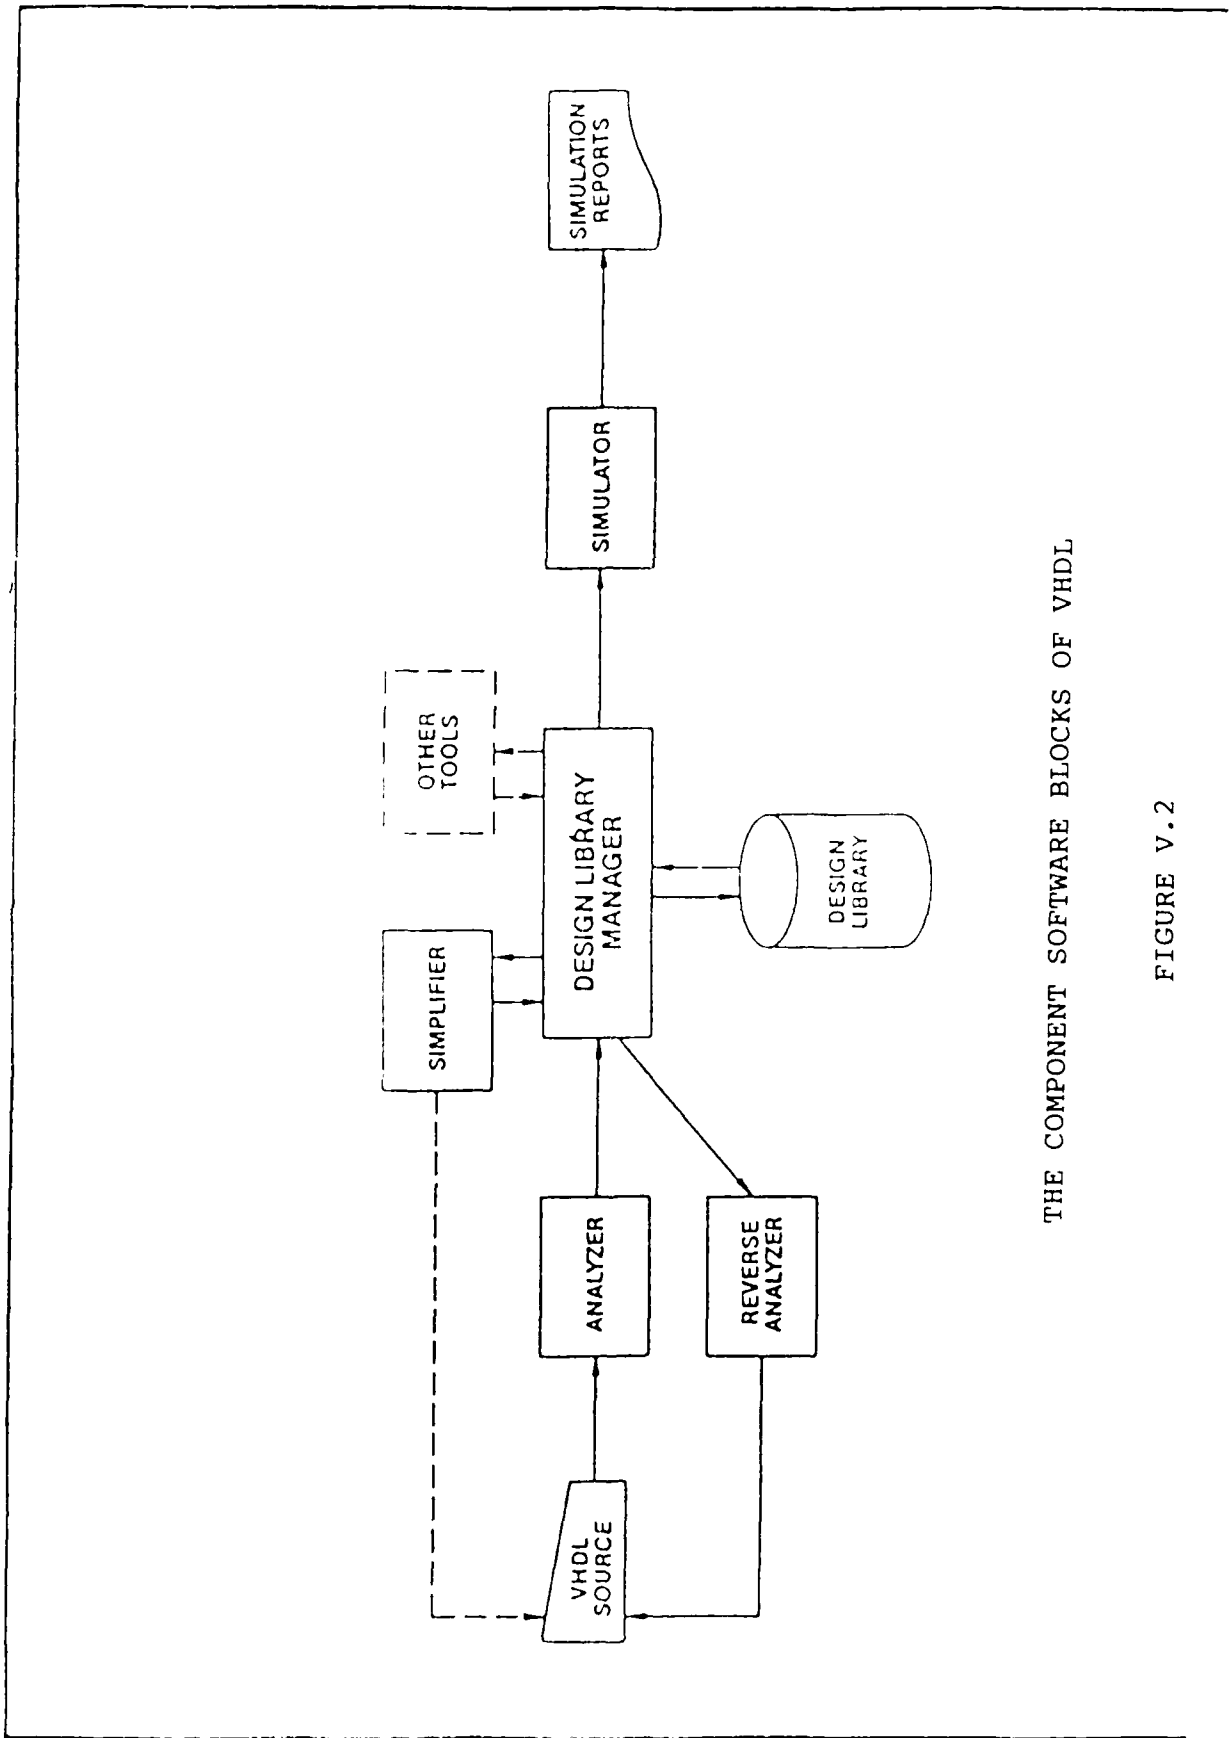 SIMPLIFIER
OTHER
TOOLS
VHDL
SOURCE
ANALYZER
DESIGN LIBRARY
MANAGER
SIMULATOR
SIMULATION
REPORTS
REVERSE
ANALYZER
DESIGN
LIBRARY
THE COMPONENT SOFTWARE BLOCKS OF VHDL
FIGURE V.2